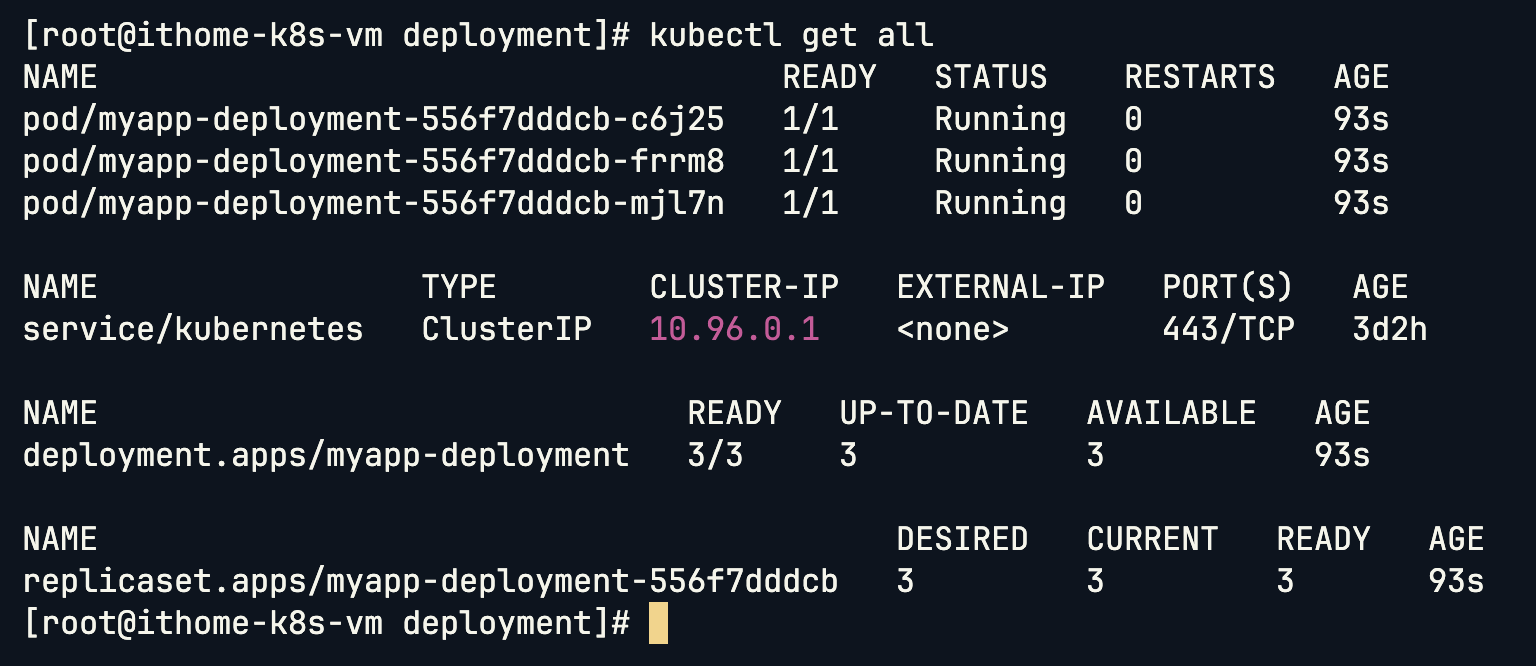 [root@ithome-k8s-vm deployment]# kubectl get all
NAME                                    READY   STATUS    RESTARTS   AGE
pod/myapp-deployment-556f7dddcb-c6j25   1/1     Running   0          93s
pod/myapp-deployment-556f7dddcb-frrm8   1/1     Running   0          93s
pod/myapp-deployment-556f7dddcb-mjl7n   1/1     Running   0          93s

NAME                 TYPE        CLUSTER-IP   EXTERNAL-IP   PORT(S)   AGE
service/kubernetes   ClusterIP   10.96.0.1    <none>        443/TCP   3d2h

NAME                               READY   UP-TO-DATE   AVAILABLE   AGE
deployment.apps/myapp-deployment   3/3     3            3           93s

NAME                                          DESIRED   CURRENT   READY   AGE
replicaset.apps/myapp-deployment-556f7dddcb   3         3         3       93s
[root@ithome-k8s-vm deployment]#